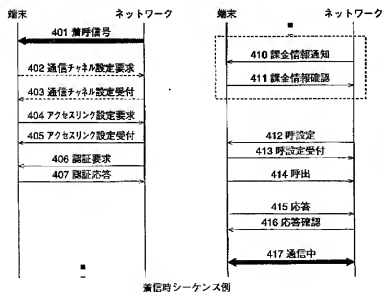 端末 ネットワーク
401 着呼信号
402 通信チャネル設定要求
403 通信チャネル設定受付
404 アクセスリンク設定要求
405 アクセスリンク設定受付
406 認証要求
407 認証応答
端末 ネットワーク
410 課金情報通知
411 課金情報確認
412 呼設定
413 呼設定受付
414 呼出
415 応答
416 応答確認
417 通信中
着信時シーケンス例